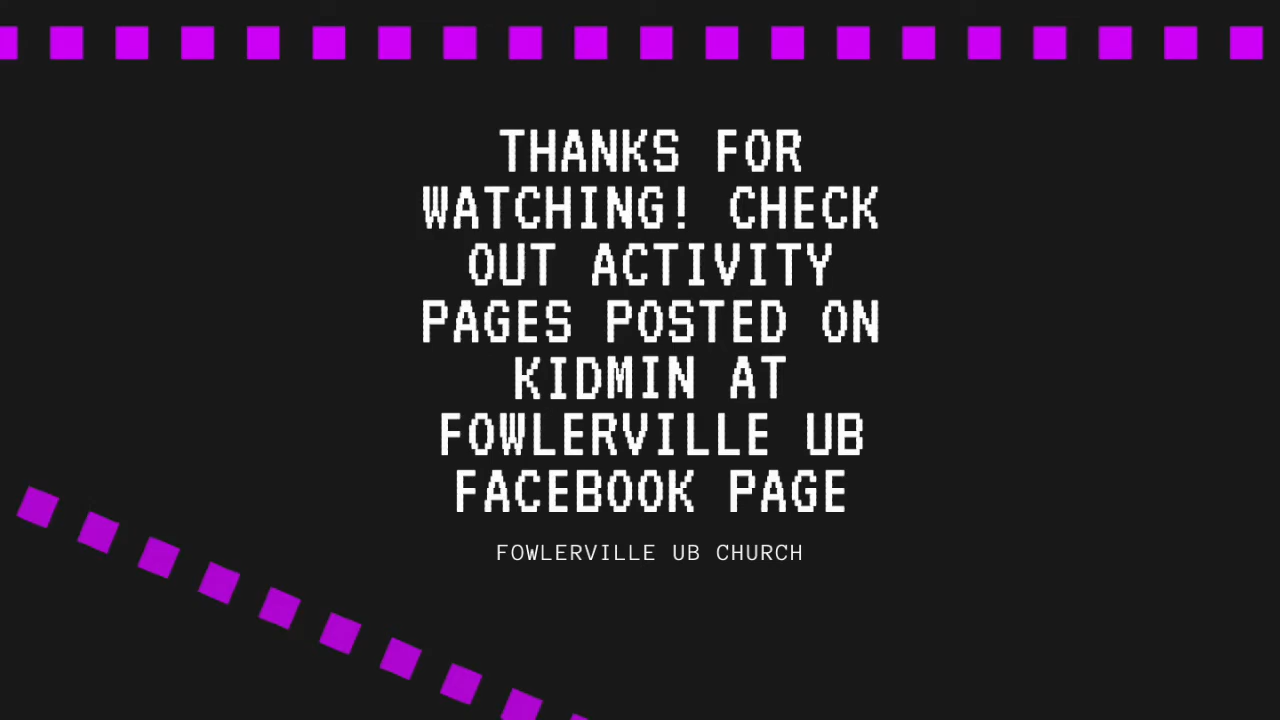 THANKS FOR
WATCHING! CHECK
OUT ACTIVITY
PAGES POSTED ON
KIDMIN AT
FOWLERVILLE UB
FACEBOOK PAGE
FOWLERVILLE UB CHURCH